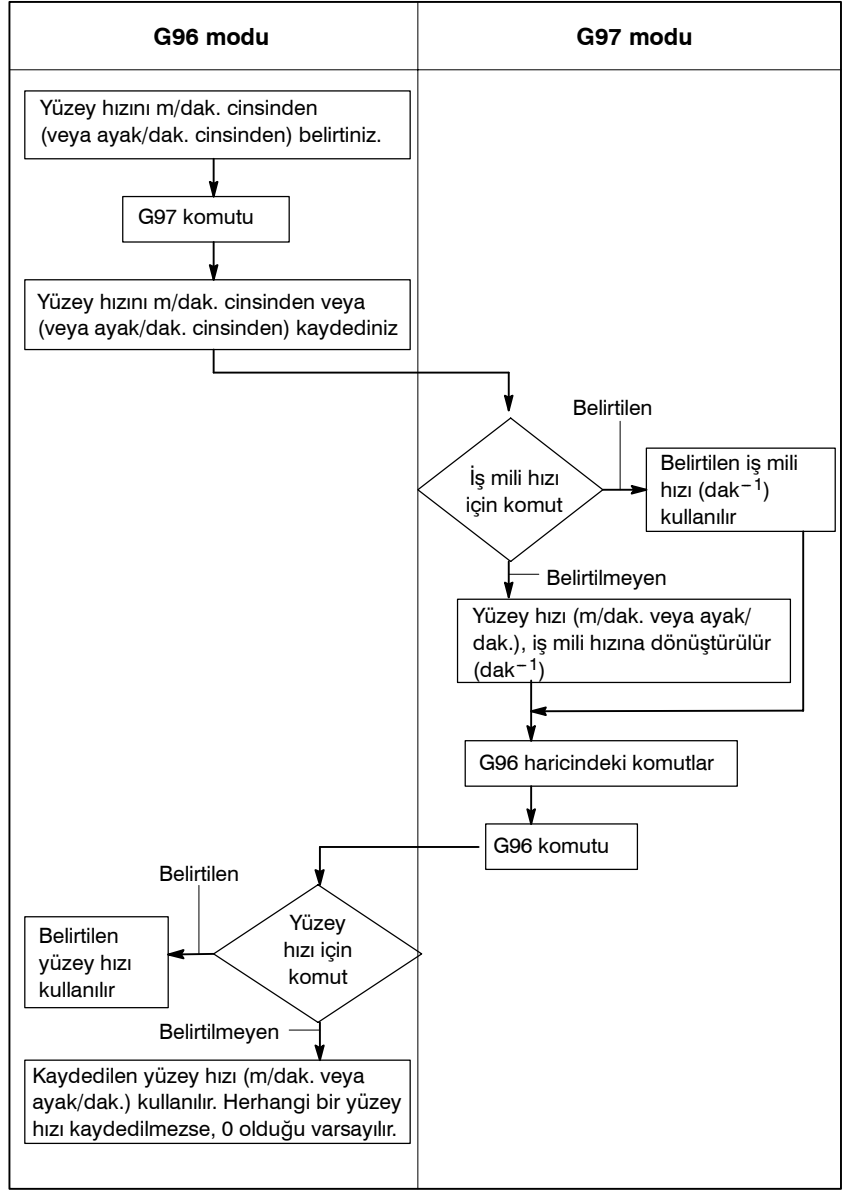 G96 modu
G97 modu
Yüzey hızını m/dak. cinsinden
(veya ayak/dak. cinsinden) belirtiniz.
G97 komutu
Yüzey hızını m/dak. cinsinden veya
(veya ayak/dak. cinsinden) kaydediniz
Belirtilen
İş mili hızı
için komut
Belirtilen iş mili
hızı (dak⁻¹)
kullanılır
Belirtilmeyen
Yüzey hızı (m/dak. veya ayak/
dak.), iş mili hızına dönüştürülür
(dak⁻¹)
G96 haricindeki komutlar
G96 komutu
Belirtilen
Yüzey
hızı için
komut
Belirtilen
yüzey hızı
kullanılır
Belirtilmeyen
Kaydedilen yüzey hızı (m/dak. veya
ayak/dak.) kullanılır. Herhangi bir yüzey
hızı kaydedilmezse, 0 olduğu varsayılır.